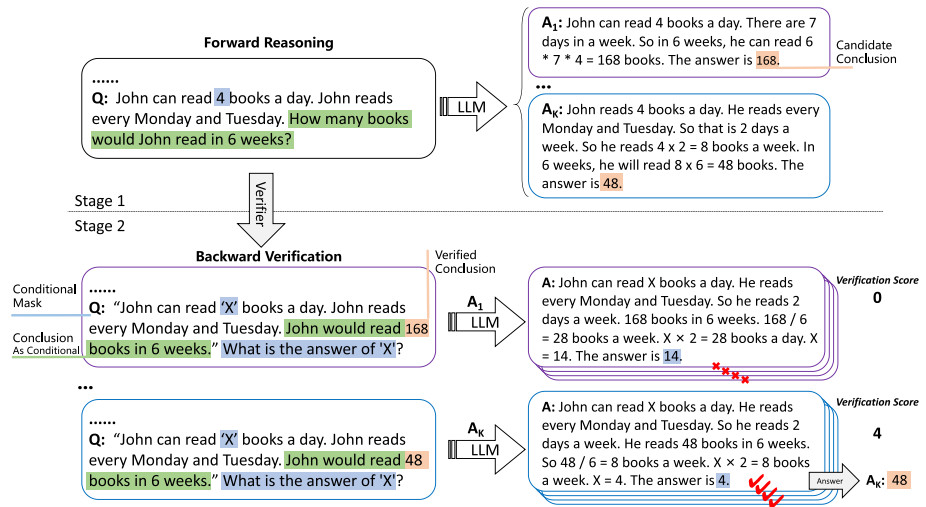 Forward Reasoning
......
Q: John can read 4 books a day. John reads
every Monday and Tuesday. How many books
would John read in 6 weeks?
LLM
A1: John can read 4 books a day. There are 7
days in a week. So in 6 weeks, he can read 6
* 7 * 4 = 168 books. The answer is 168.
Candidate
Conclusion
...
AK: John reads 4 books a day. He reads every
Monday and Tuesday. So that is 2 days a
week. So he reads 4 x 2 = 8 books a week. In
6 weeks, he will read 8 x 6 = 48 books. The
answer is 48.
Stage 1
Verifier
Stage 2
Backward Verification
Verified
Conclusion
Conditional
Mask
Conclusion
As Conditional
......
Q: “John can read ‘X’ books a day. John reads
every Monday and Tuesday. John would read 168
books in 6 weeks.” What is the answer of 'X'?
A1
LLM
A: John can read X books a day. He reads
every Monday and Tuesday. So he reads 2
days a week. 168 books in 6 weeks. 168 / 6
= 28 books a week. X × 2 = 28 books a day. X
= 14. The answer is 14.
Verification Score
0
...
......
Q: “John can read ‘X’ books a day. John reads
every Monday and Tuesday. John would read 48
books in 6 weeks.” What is the answer of 'X'?
AK
LLM
A: John can read X books a day. He reads
every Monday and Tuesday. So he reads 2
days a week. He reads 48 books in 6 weeks.
So 48 / 6 = 8 books a week. X × 2 = 8 books
a week. X = 4. The answer is 4.
Verification Score
4
Answer
AK: 48